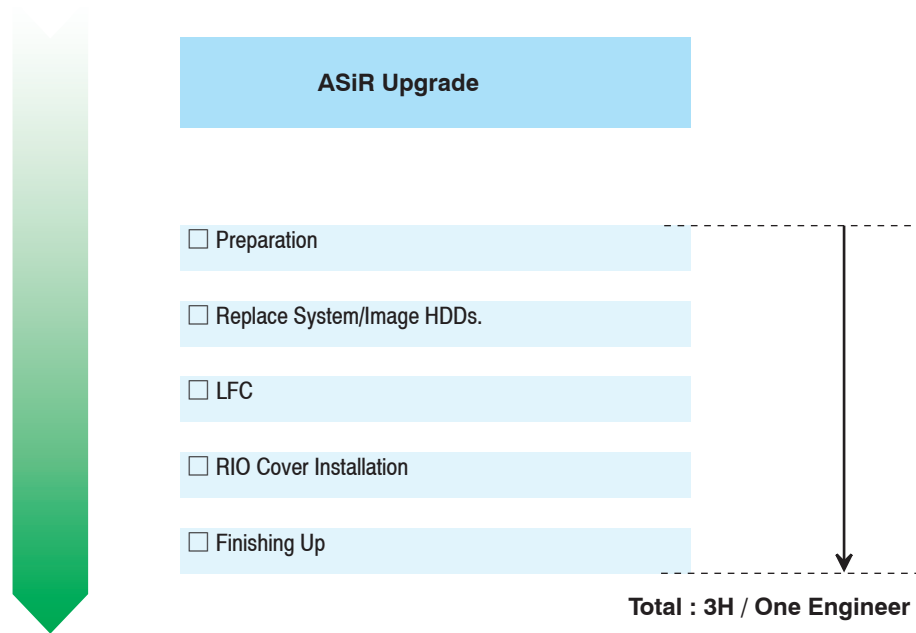 ASiR Upgrade
☐ Preparation
☐ Replace System/Image HDDs.
☐ LFC
☐ RIO Cover Installation
☐ Finishing Up
Total : 3H / One Engineer